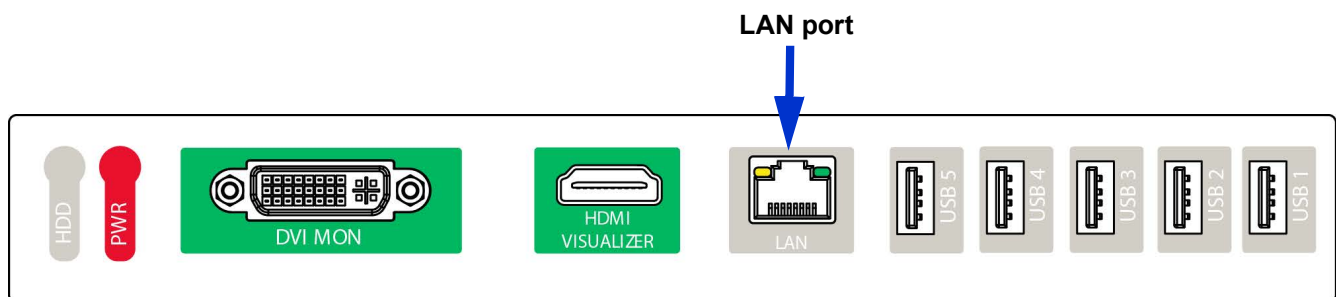 LAN port
HDD
PWR
DVI MON
HDMI
VISUALIZER
LAN
USB 5
USB 4
USB 3
USB 2
USB 1